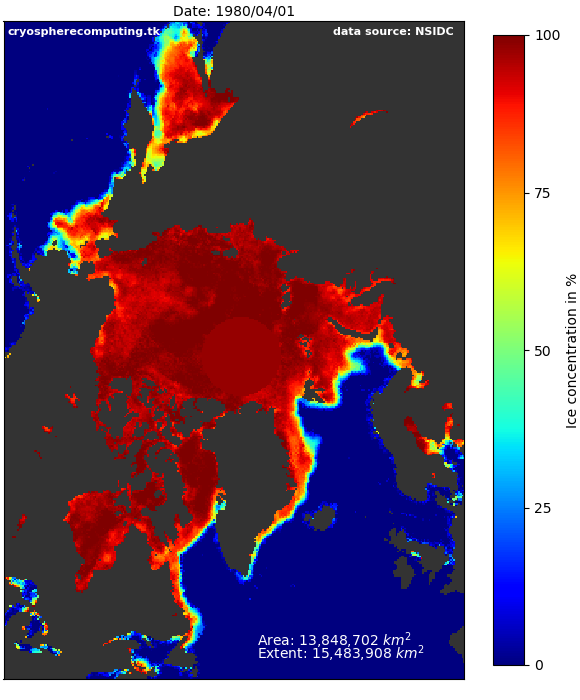 Date: 1980/04/01
cryospherecomputing.tk data source: NSIDC
100
75
50
25
0
Ice concentration in %
Area: 13,848,702 km²
Extent: 15,483,908 km²